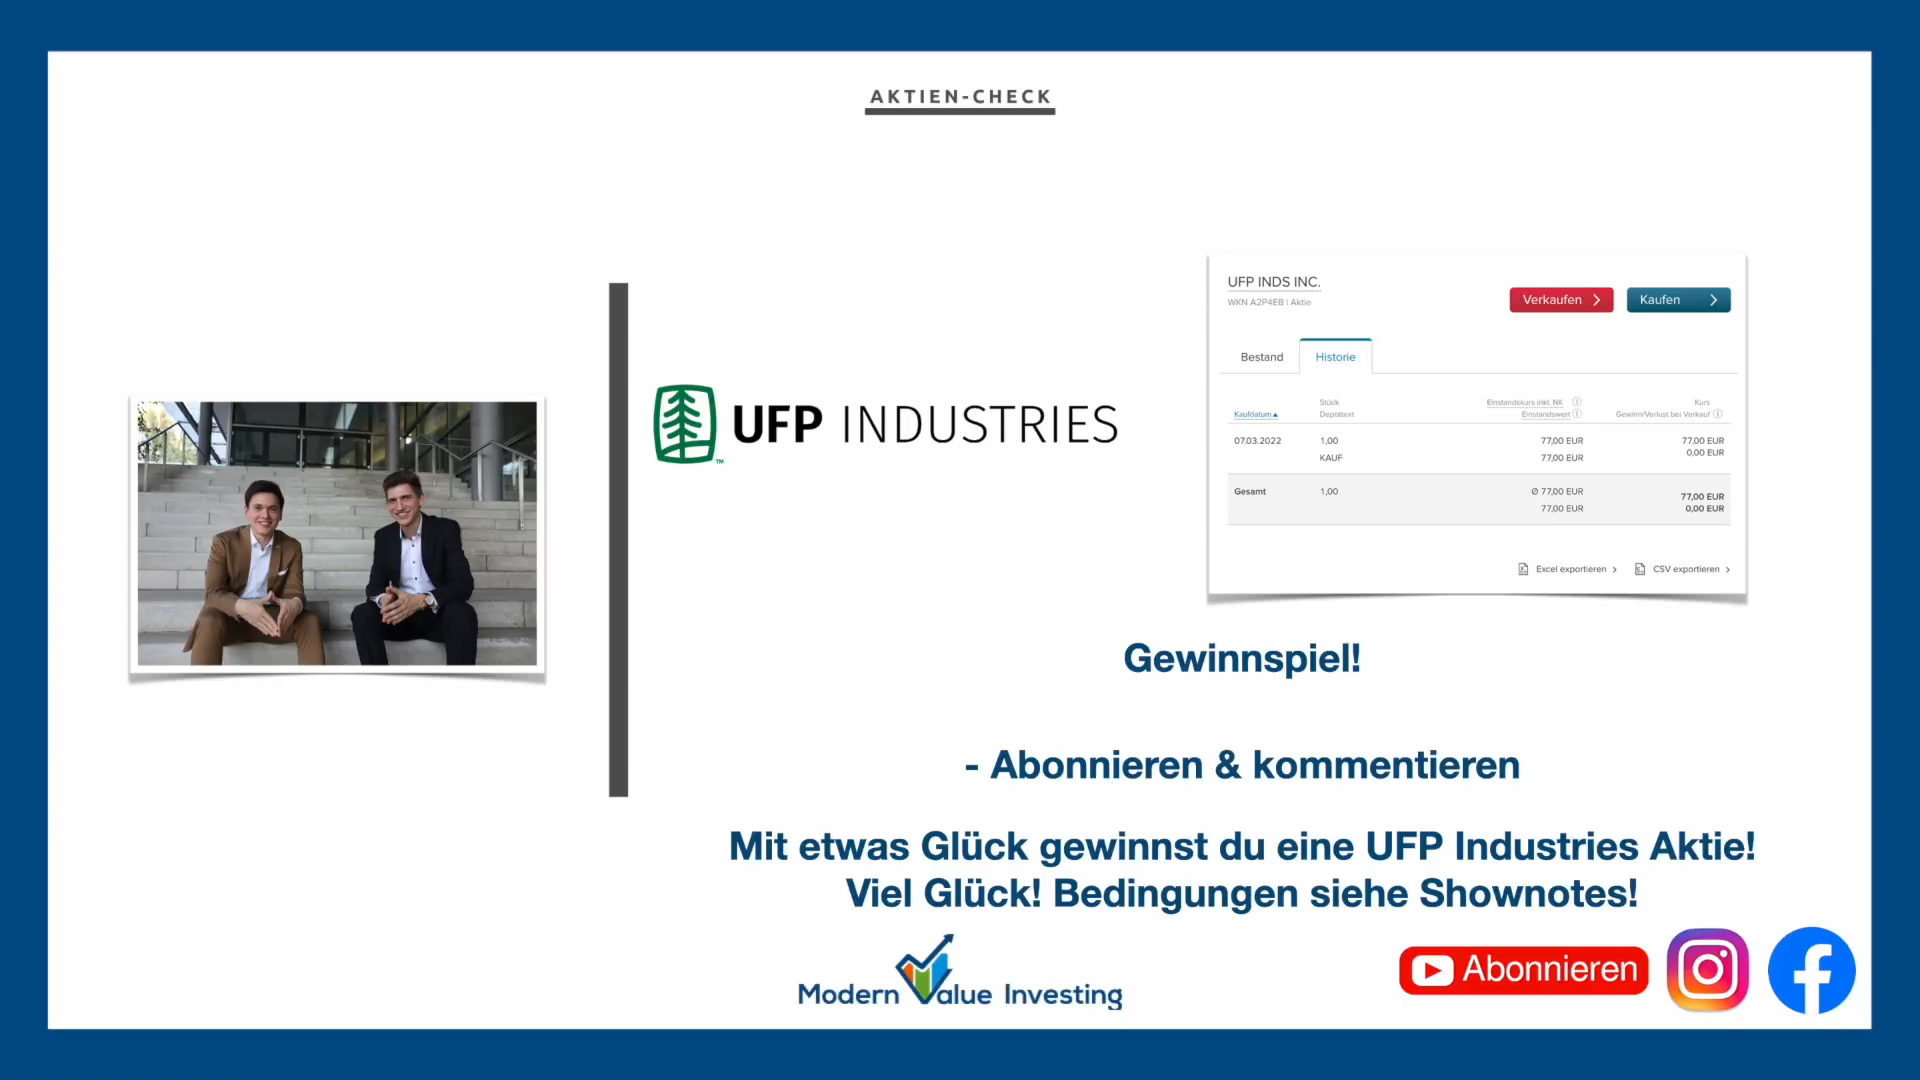 AKTIEN-CHECK
UFP INDUSTRIES
™
UFP INDS INC.
WKN A2P4EB | Aktie
Verkaufen
Kaufen
Bestand
Historie
Kaufdatum▲
Stück
Depottext
Einstandskurs inkl. NK
Einstandswert
Kurs
Gewinn/Verlust bei Verkauf
07.03.2022
1,00
KAUF
77,00 EUR
77,00 EUR
77,00 EUR
0,00 EUR
Gesamt
1,00
Ø 77,00 EUR
77,00 EUR
77,00 EUR
0,00 EUR
Excel exportieren
CSV exportieren
Gewinnspiel!
- Abonnieren & kommentieren
Mit etwas Glück gewinnst du eine UFP Industries Aktie!
Viel Glück! Bedingungen siehe Shownotes!
Modern Value Investing
Abonnieren